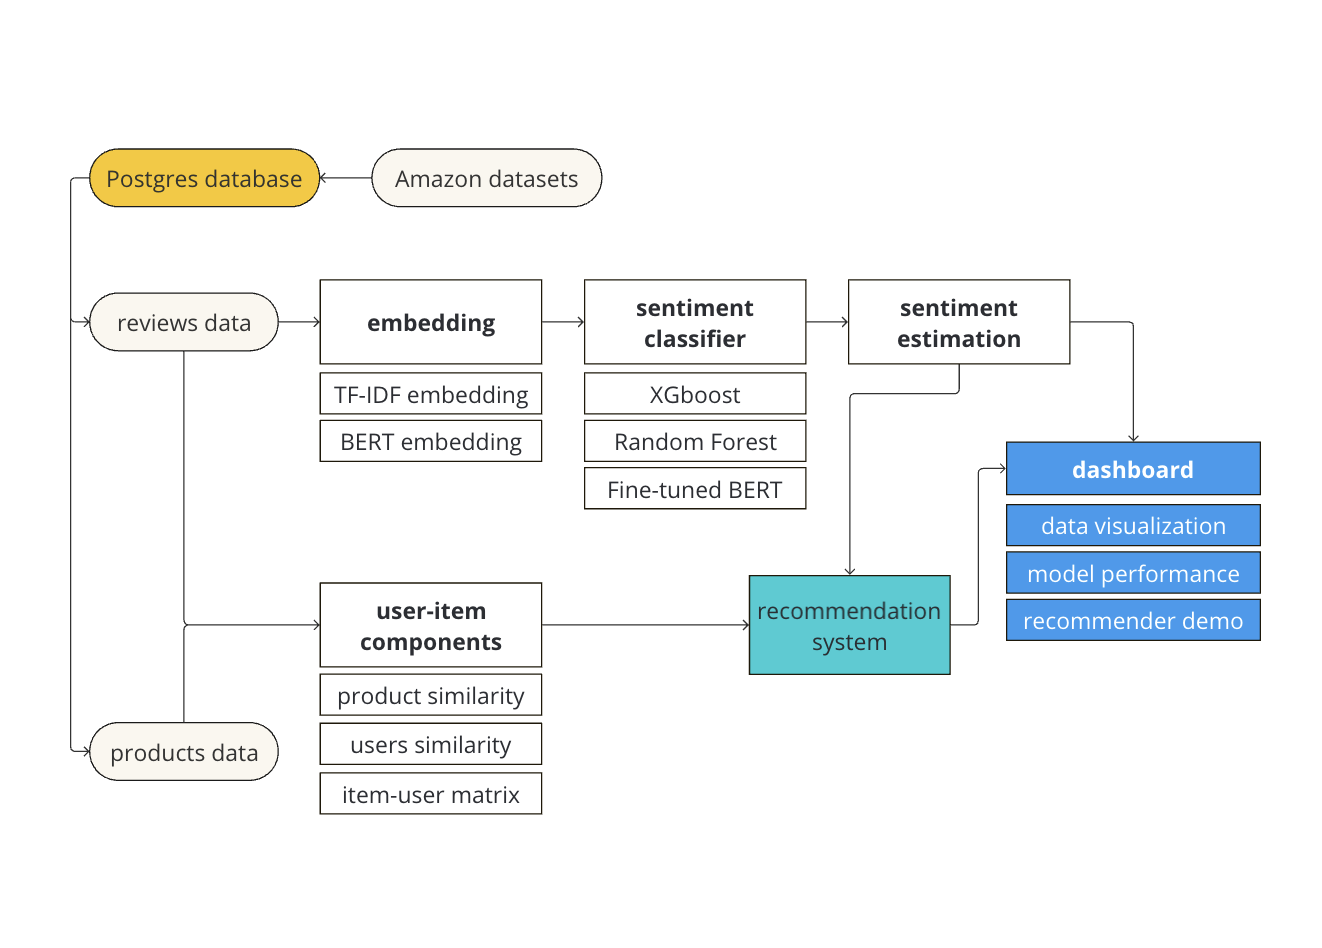 Postgres database
Amazon datasets
reviews data
embedding
TF-IDF embedding
BERT embedding
sentiment
classifier
XGboost
Random Forest
Fine-tuned BERT
sentiment
estimation
dashboard
data visualization
model performance
recommender demo
user-item
components
product similarity
users similarity
item-user matrix
recommendation
system
products data